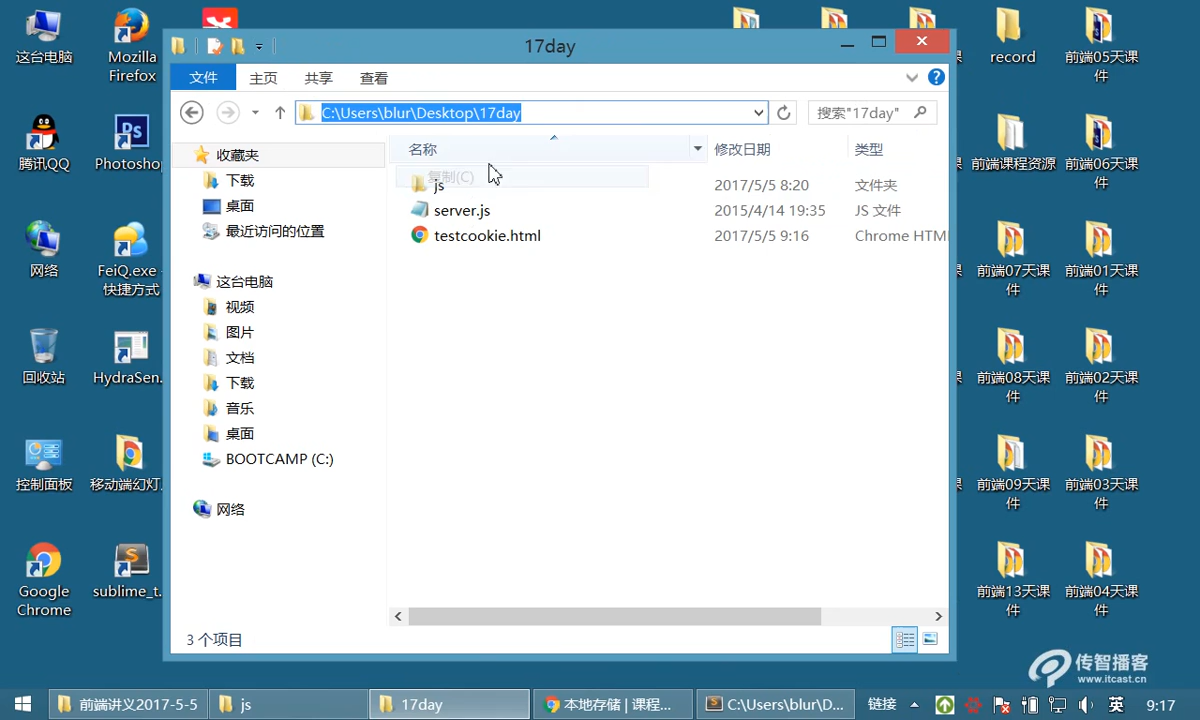 17day
文件
主页
共享
查看
C:\Users\blur\Desktop\17day
搜索"17day"
名称
修改日期
类型
复制(C)
js
2017/5/5 8:20
文件夹
server.js
2015/4/14 19:35
JS 文件
testcookie.html
2017/5/5 9:16
Chrome HTM
收藏夹
下载
桌面
最近访问的位置
这台电脑
视频
图片
文档
下载
音乐
桌面
BOOTCAMP (C:)
网络
3 个项目
这台电脑
Mozilla
Firefox
腾讯QQ
Photosho
网络
FeiQ.exe -
快捷方式
回收站
HydraSen.
控制面板
移动端幻灯.
Google
Chrome
sublime_t.
record
前端05天课
件
前端课程资源
前端06天课
件
前端07天课
件
前端01天课
件
前端08天课
件
前端02天课
件
前端09天课
件
前端03天课
件
前端13天课
件
前端04天课
件
传智播客
www.itcast.cn
前端讲义2017-5-5
js
17day
本地存储 | 课程...
C:\Users\blur\D...
链接
英
9:17